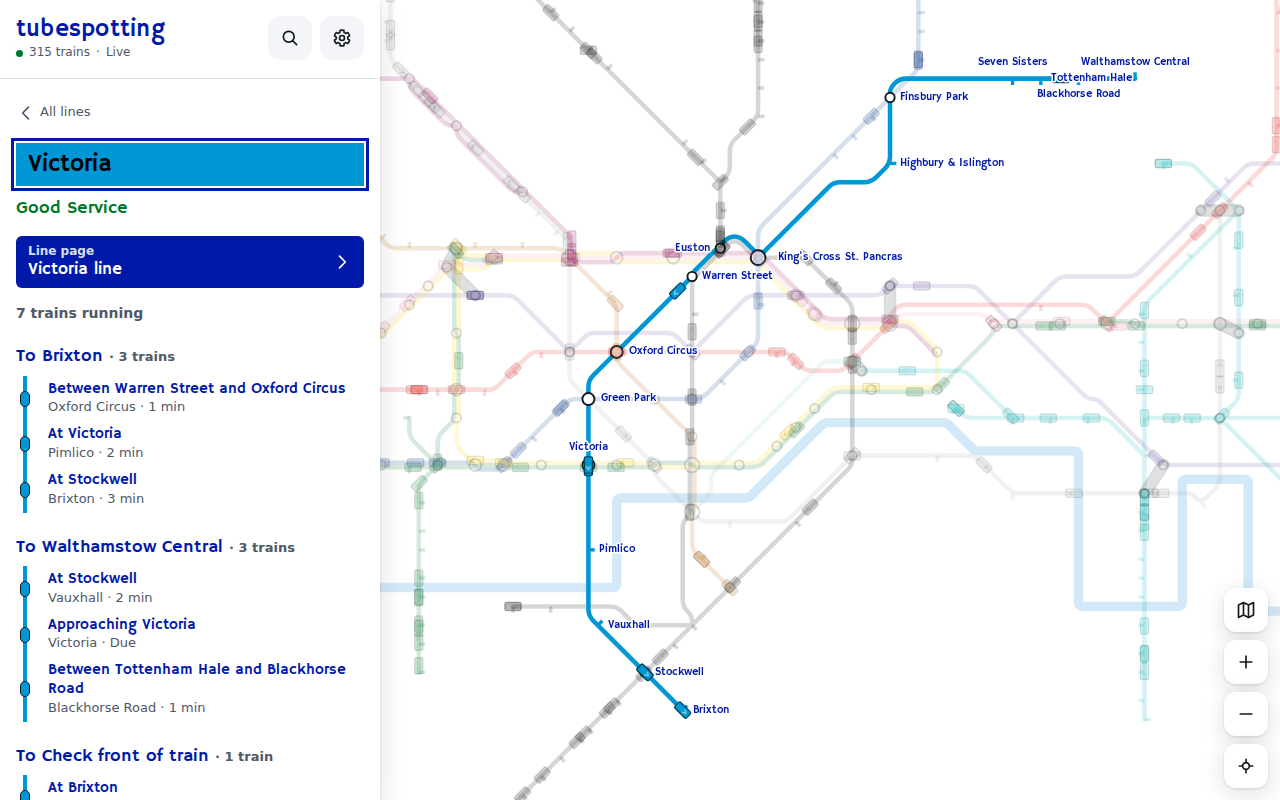 tubespotting
315 trains · Live
All lines
Victoria
Good Service
Line page
Victoria line
7 trains running
To Brixton · 3 trains
Between Warren Street and Oxford Circus
Oxford Circus · 1 min
At Victoria
Pimlico · 2 min
At Stockwell
Brixton · 3 min
To Walthamstow Central · 3 trains
At Stockwell
Vauxhall · 2 min
Approaching Victoria
Victoria · Due
Between Tottenham Hale and Blackhorse
Road
Blackhorse Road · 1 min
To Check front of train · 1 train
At Brixton
Seven Sisters
Walthamstow Central
Tottenham Hale
Blackhorse Road
Finsbury Park
Highbury & Islington
Euston
King's Cross St. Pancras
Warren Street
Oxford Circus
Green Park
Victoria
Pimlico
Vauxhall
Stockwell
Brixton